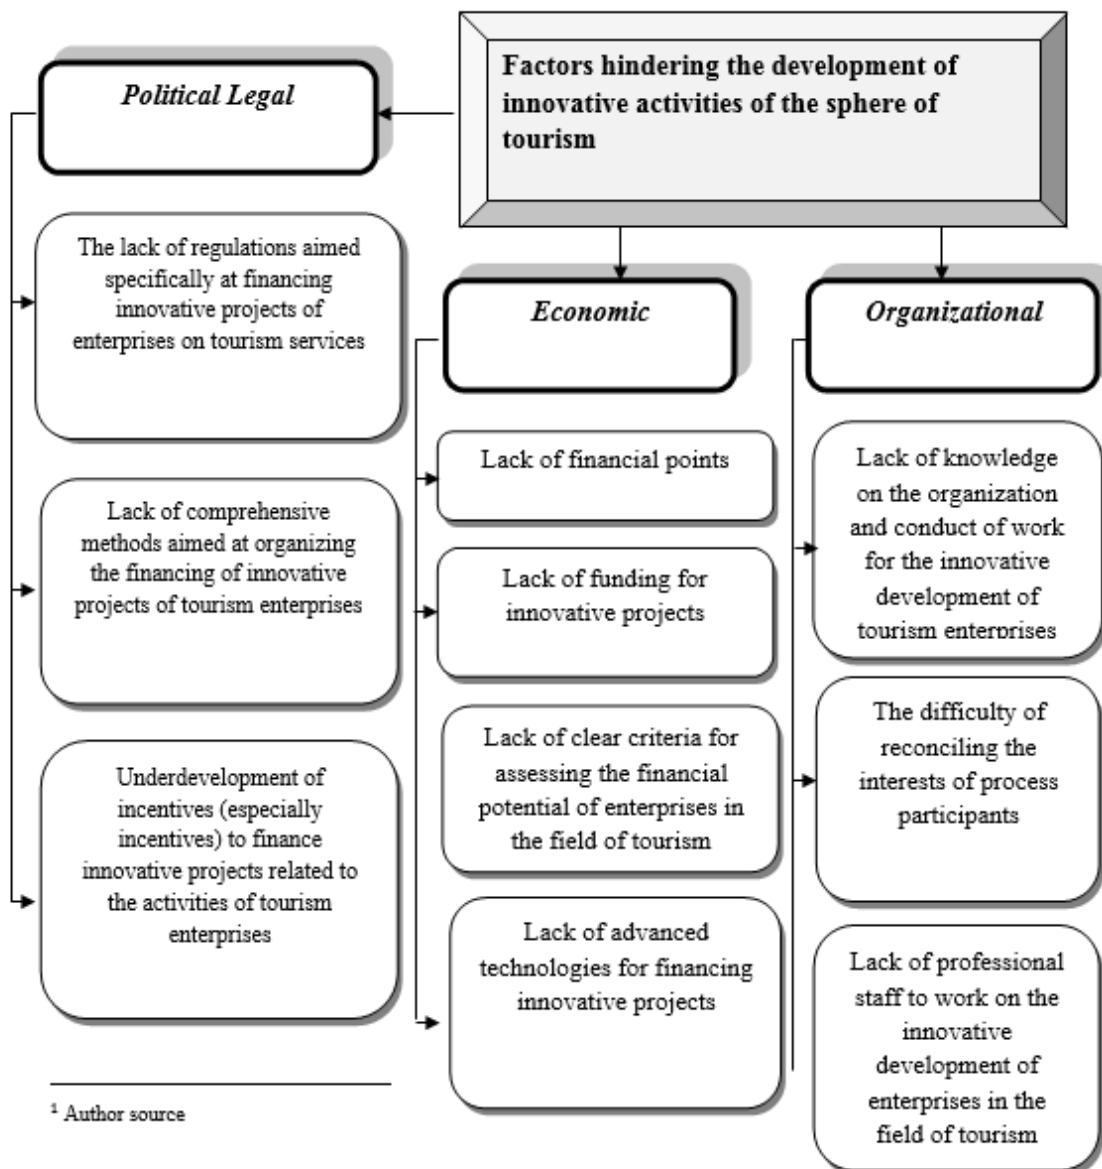 Factors hindering the development of
innovative activities of the sphere of
tourism
Political Legal
The lack of regulations aimed
specifically at financing
innovative projects of
enterprises on tourism services
Lack of comprehensive
methods aimed at organizing
the financing of innovative
projects of tourism enterprises
Underdevelopment of
incentives (especially
incentives) to finance
innovative projects related to
the activities of tourism
enterprises
Economic
Lack of financial points
Lack of funding for
innovative projects
Lack of clear criteria for
assessing the financial
potential of enterprises in
the field of tourism
Lack of advanced
technologies for financing
innovative projects
Organizational
Lack of knowledge
on the organization
and conduct of work
for the innovative
development of
tourism enterprises
The difficulty of
reconciling the
interests of process
participants
Lack of professional
staff to work on the
innovative
development of
enterprises in the
field of tourism
¹ Author source